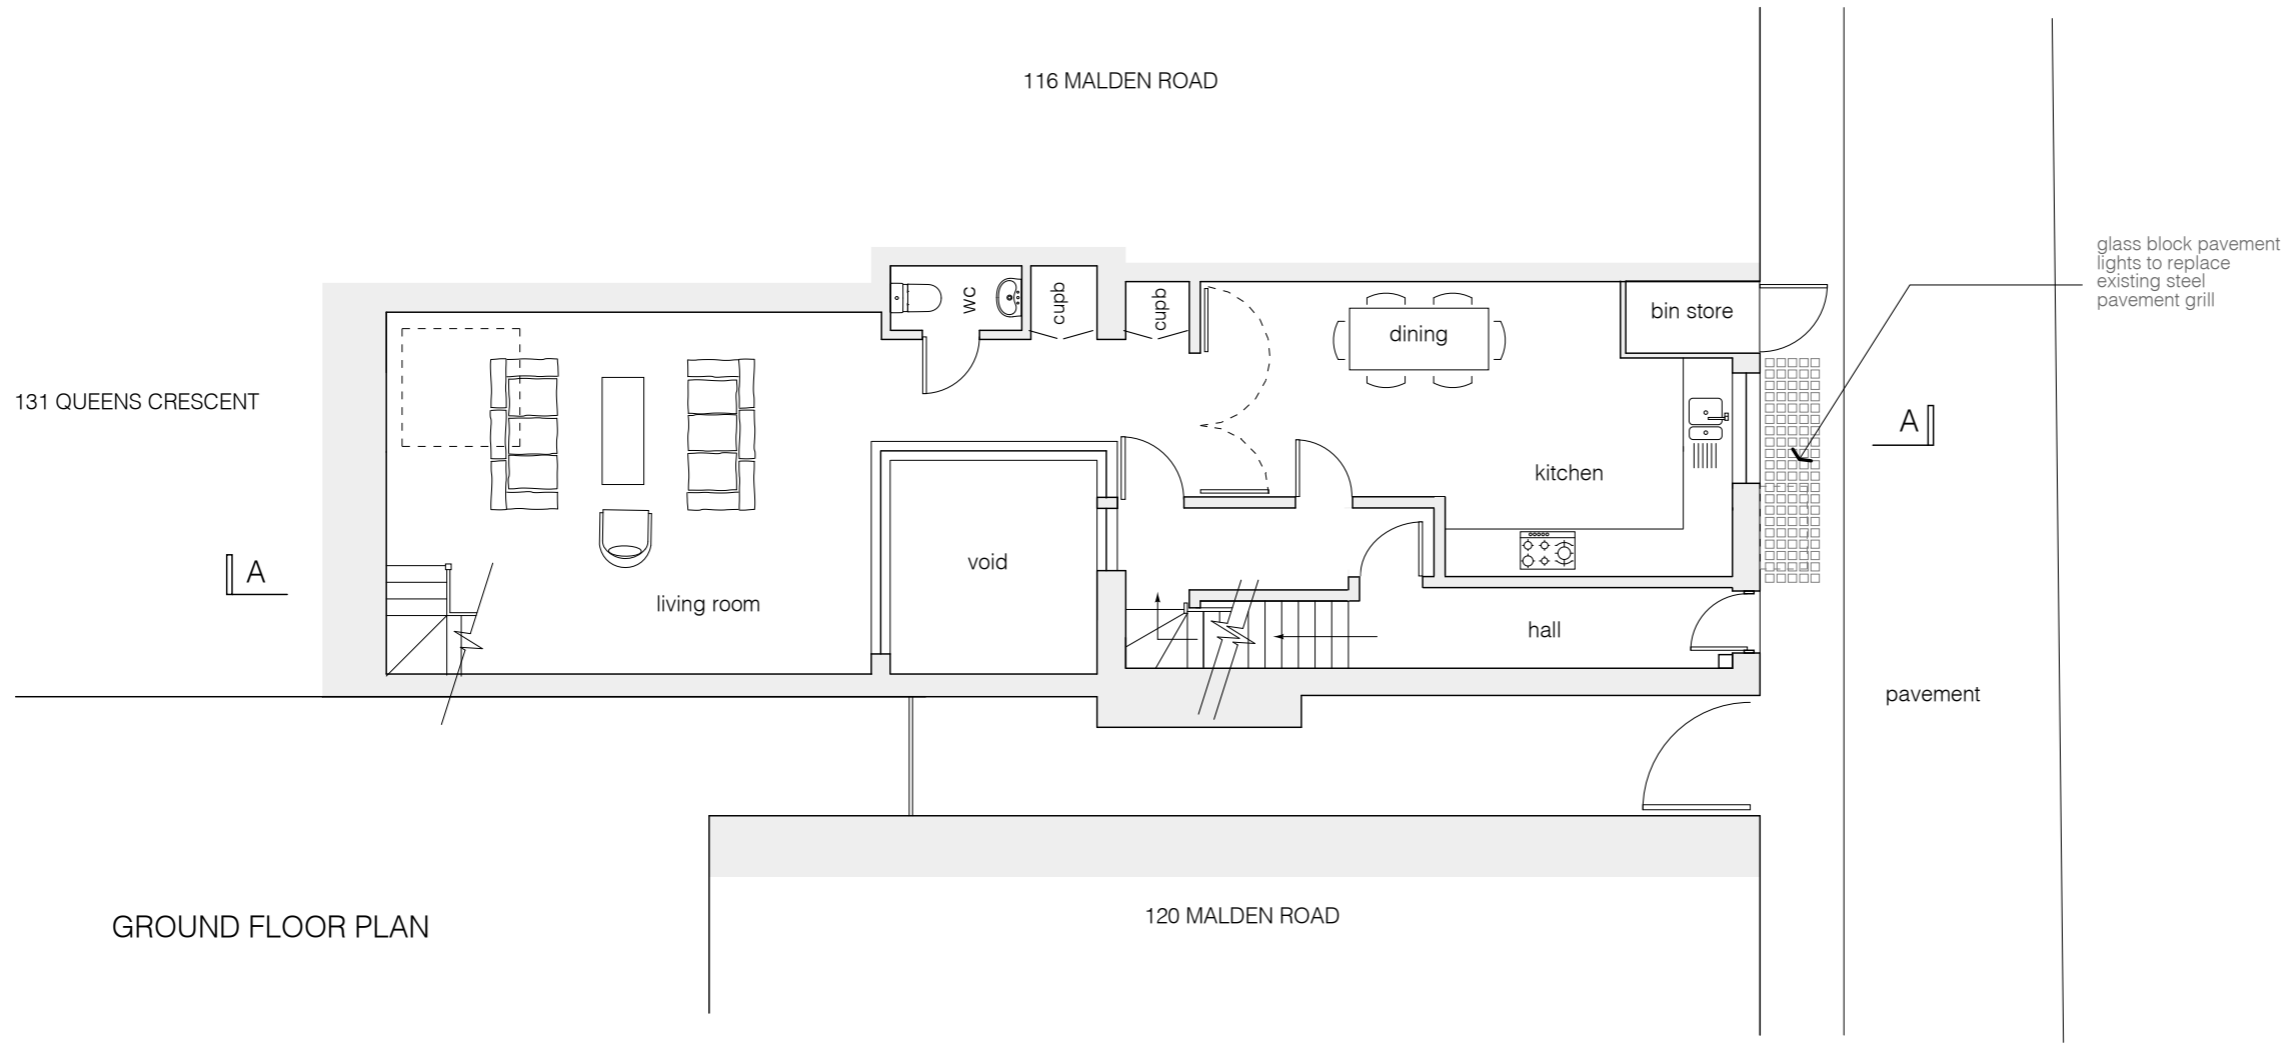 116 MALDEN ROAD
glass block pavement
lights to replace
existing steel
pavement grill
wc
cupb
cupb
bin store
dining
131 QUEENS CRESCENT
A
kitchen
void
A
living room
hall
pavement
120 MALDEN ROAD
GROUND FLOOR PLAN